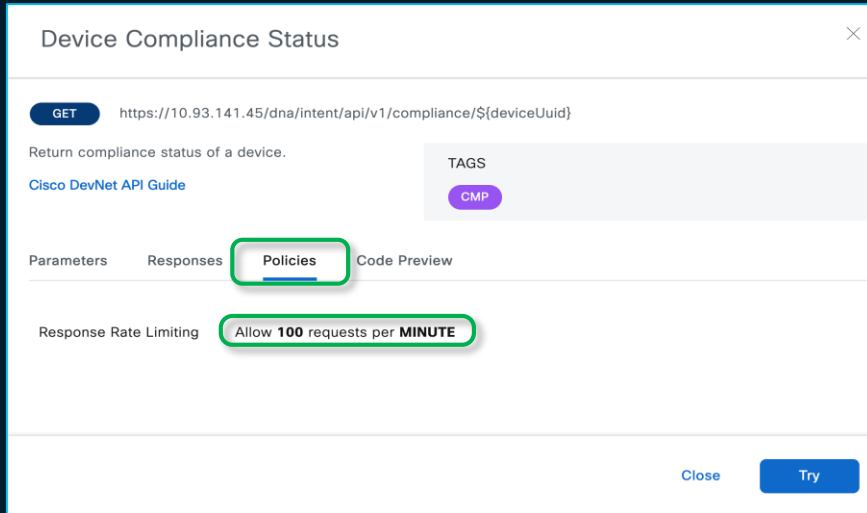 Device Compliance Status
GET https://10.93.141.45/dna/intent/api/v1/compliance/${deviceUuid}
Return compliance status of a device.
Cisco DevNet API Guide
TAGS
CMP
Parameters Responses Policies Code Preview
Response Rate Limiting Allow 100 requests per MINUTE
Close Try